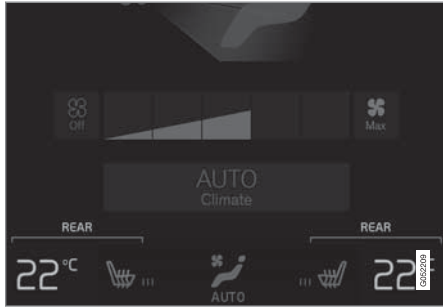 Off
Max
AUTO
Climate
REAR REAR
22°C 22°
AUTO
G052209